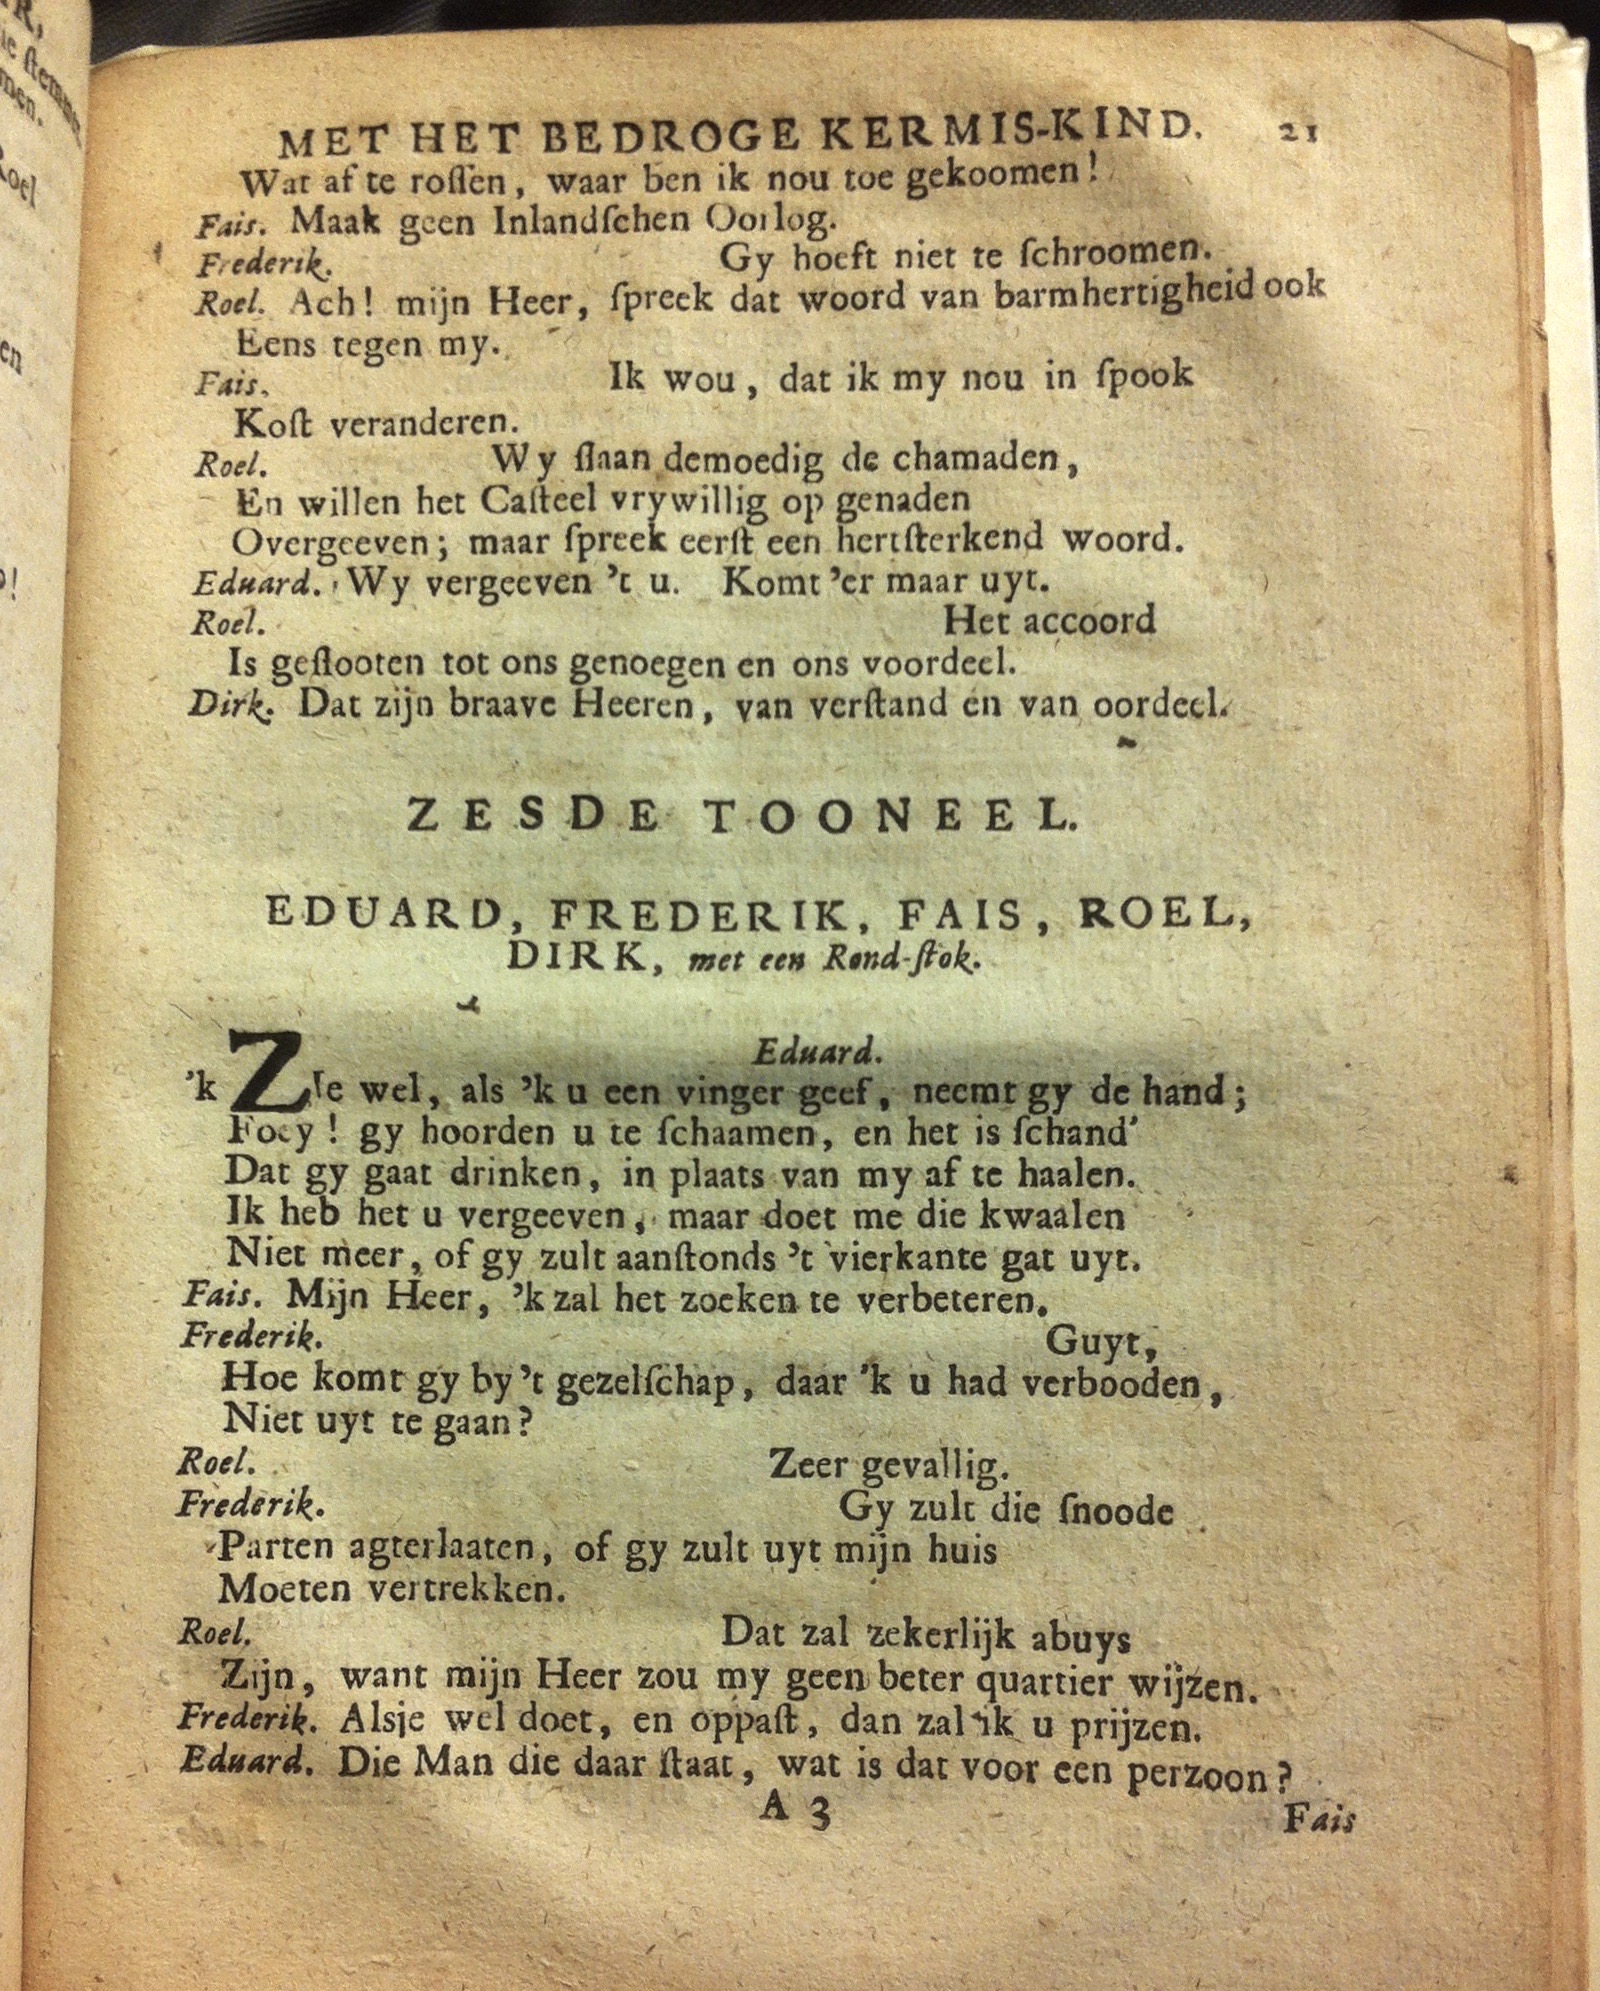 MET HET BEDROGE KERMIS-KIND. 21
Wat af te roſſen, waar ben ik nou toe gekoomen!
Fais. Maak geen Inlandſchen Oorlog.
Frederik. Gy hoeft niet te ſchroomen.
Roel. Ach! mijn Heer, ſpreek dat woord van barmhertigheid ook
Eens tegen my.
Fais. Ik wou, dat ik my nou in ſpook
Koſt veranderen.
Roel. Wy ſlaan demoedig de chamaden,
En willen het Caſteel vrywillig op genaden
Overgeeven; maar ſpreek eerſt een hertſterkend woord.
Eduard. Wy vergeeven 't u. Komt 'er maar uyt.
Roel. Het accoord
Is geſlooten tot ons genoegen en ons voordeel.
Dirk. Dat zijn braave Heeren, van verſtand en van oordeel.
ZESDE TOONEEL.
EDUARD, FREDERIK, FAIS, ROEL,
DIRK, met een Rond-ſtok.
Eduard.
'k Zie wel, als 'k u een vinger geef, neemt gy de hand;
Foey! gy hoorden u te ſchaamen, en het is ſchand'
Dat gy gaat drinken, in plaats van my af te haalen.
Ik heb het u vergeeven, maar doet me die kwaalen
Niet meer, of gy zult aanſtonds 't vierkante gat uyt.
Fais. Mijn Heer, 'k zal het zoeken te verbeteren.
Frederik. Guyt,
Hoe komt gy by 't gezelſchap, daar 'k u had verbooden,
Niet uyt te gaan?
Roel. Zeer gevallig.
Frederik. Gy zult die ſnoode
Parten agterlaaten, of gy zult uyt mijn huis
Moeten vertrekken.
Roel. Dat zal zekerlijk abuys
Zijn, want mijn Heer zou my geen beter quartier wijzen.
Frederik. Alsje wel doet, en oppaſt, dan zal ik u prijzen.
Eduard. Die Man die daar ſtaat, wat is dat voor een perzoon?
A 3
Fais